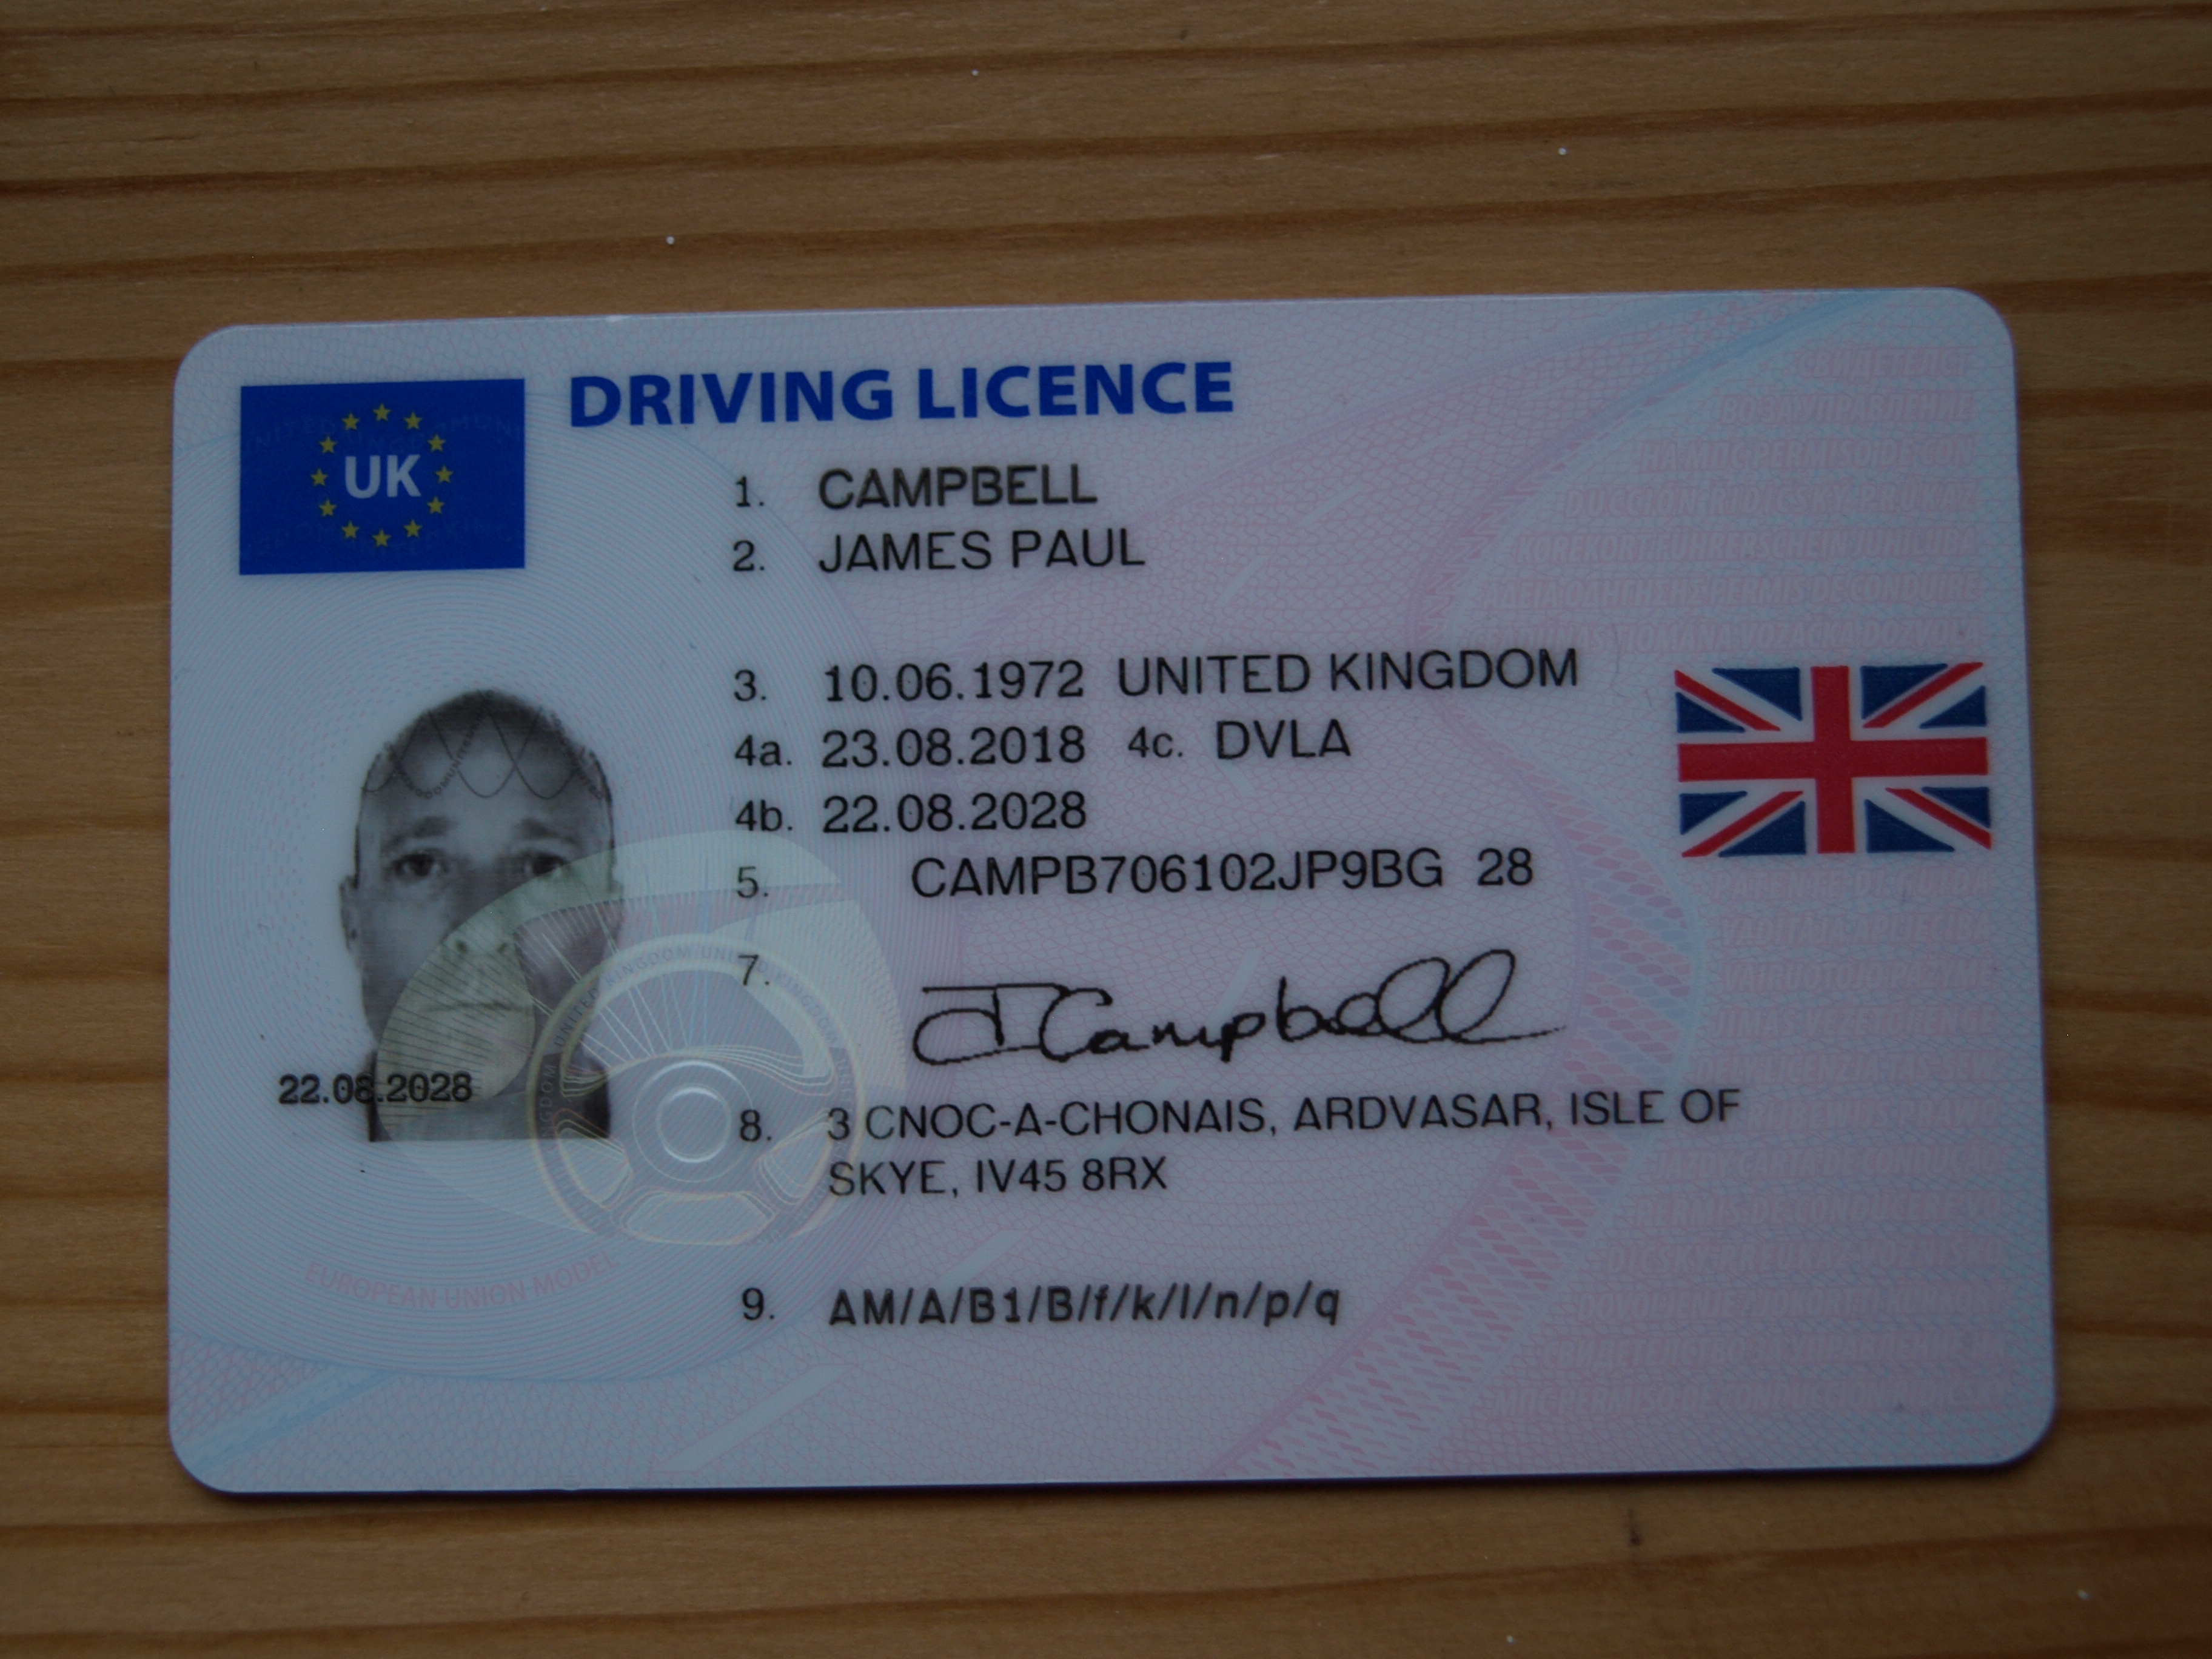 UK
DRIVING LICENCE
1. CAMPBELL
2. JAMES PAUL
3. 10.06.1972 UNITED KINGDOM
4a. 23.08.2018 4c. DVLA
4b. 22.08.2028
5. CAMPB706102JP9BG 28
7. J Campbell
8. 3 CNOC-A-CHONAIS, ARDVASAR, ISLE OF
SKYE, IV45 8RX
9. AM/A/B1/B/f/k/l/n/p/q
22.08.2028
EUROPEAN UNION MODEL
UNITED KINGDOM